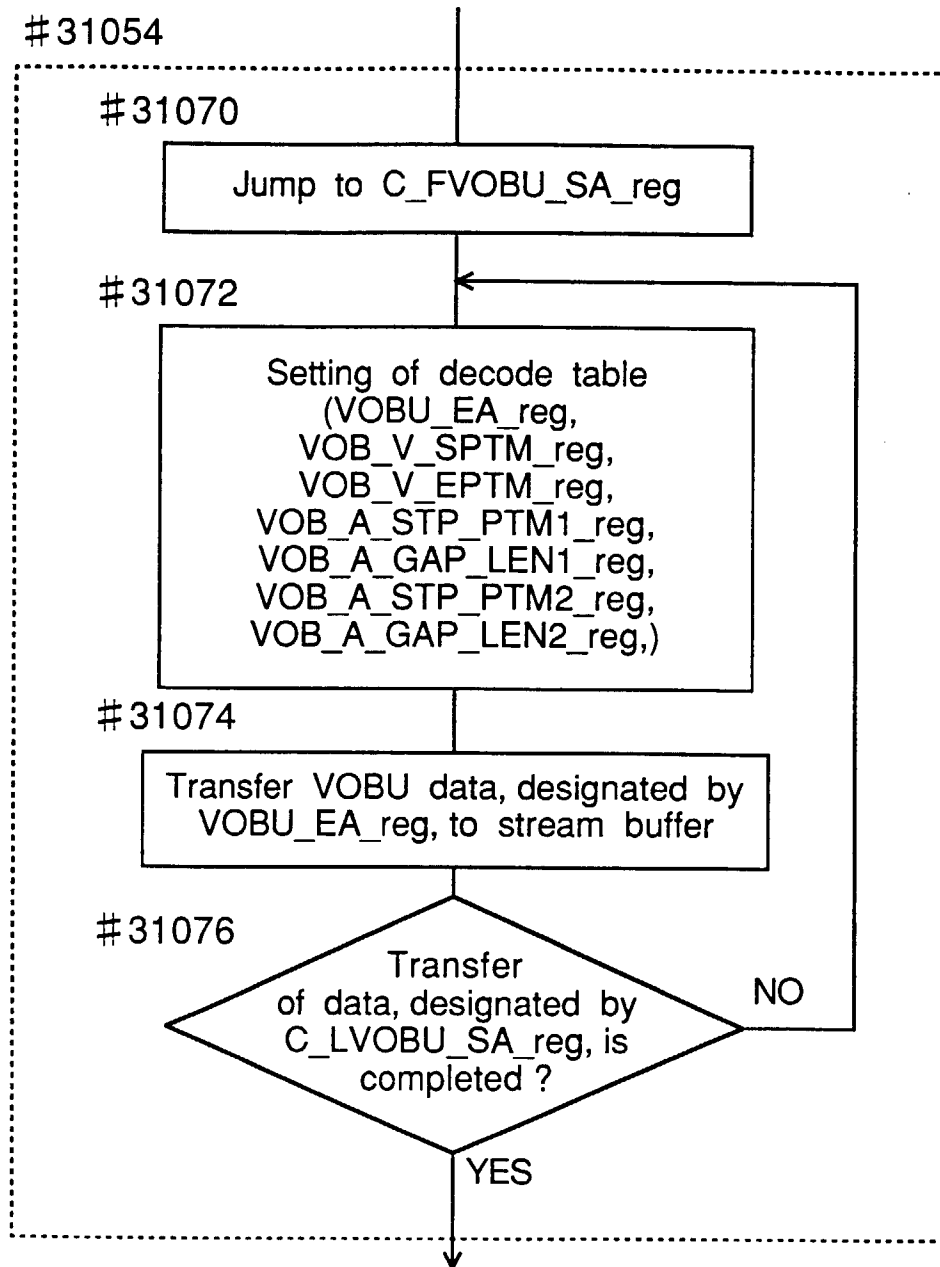 #31054
#31070
Jump to C_FVOBU_SA_reg
#31072
Setting of decode table
(VOBU_EA_reg,
VOB_V_SPTM_reg,
VOB_V_EPTM_reg,
VOB_A_STP_PTM1_reg,
VOB_A_GAP_LEN1_reg,
VOB_A_STP_PTM2_reg,
VOB_A_GAP_LEN2_reg,)
#31074
Transfer VOBU data, designated by
VOBU_EA_reg, to stream buffer
#31076
Transfer
of data, designated by
C_LVOBU_SA_reg, is
completed ?
NO
YES